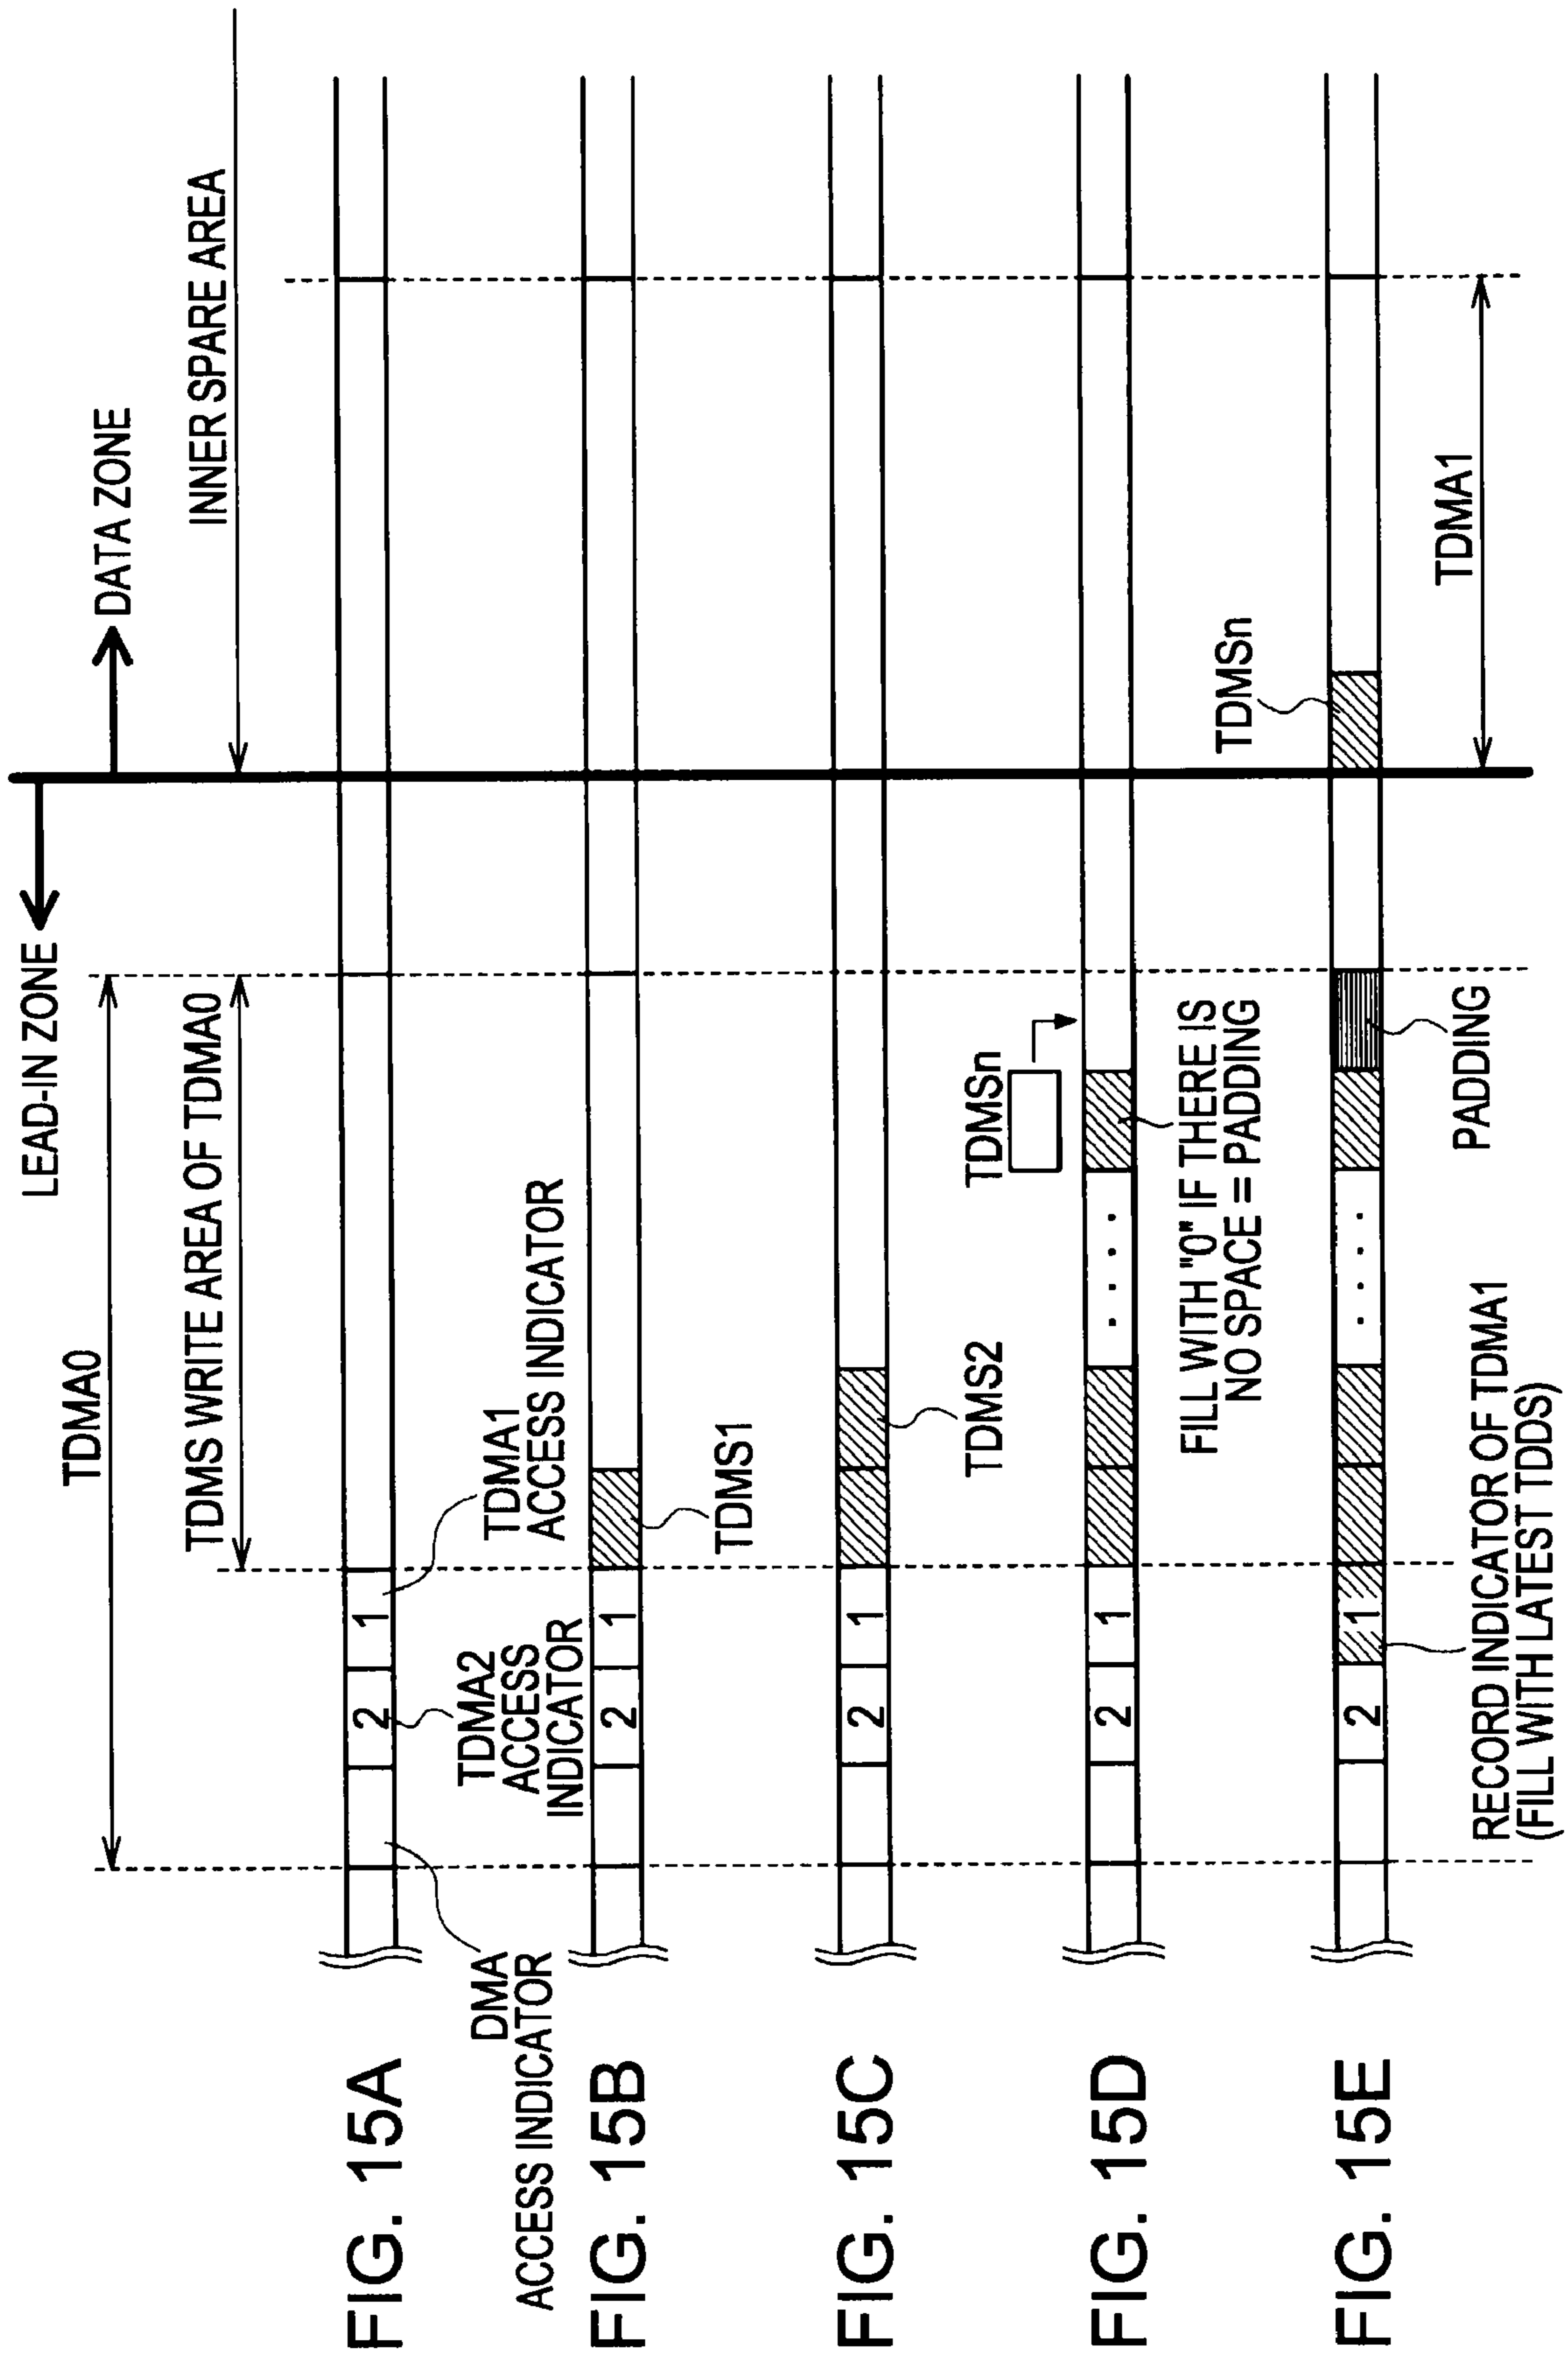 LEAD-IN ZONE
DATA ZONE
TDMA0
TDMS WRITE AREA OF TDMA0
INNER SPARE AREA
FIG. 15A
2
1
DMA
ACCESS INDICATOR
TDMA2
ACCESS
INDICATOR
TDMA1
ACCESS INDICATOR
FIG. 15B
2
1
TDMS1
FIG. 15C
2
1
TDMS2
TDMSn
FIG. 15D
2
1
. . . .
FILL WITH "0" IF THERE IS
NO SPACE = PADDING
TDMSn
FIG. 15E
2
1
. . . .
RECORD INDICATOR OF TDMA1
(FILL WITH LATEST TDDS)
PADDING
TDMA1